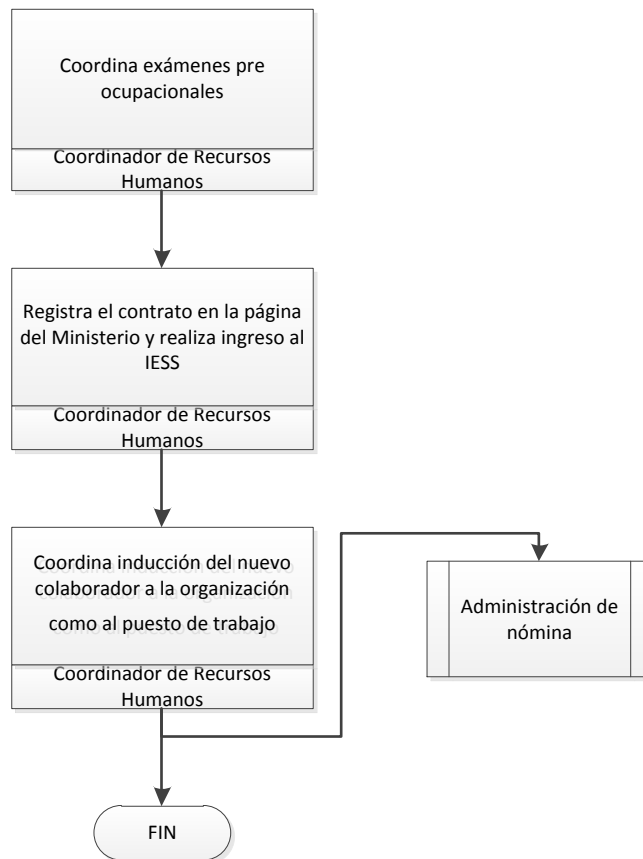 Coordina exámenes pre
ocupacionales
Coordinador de Recursos
Humanos
Registra el contrato en la página
del Ministerio y realiza ingreso al
IESS
Coordinador de Recursos
Humanos
Coordina inducción del nuevo
colaborador a la organización
como al puesto de trabajo
Coordinador de Recursos
Humanos
Administración de
nómina
FIN